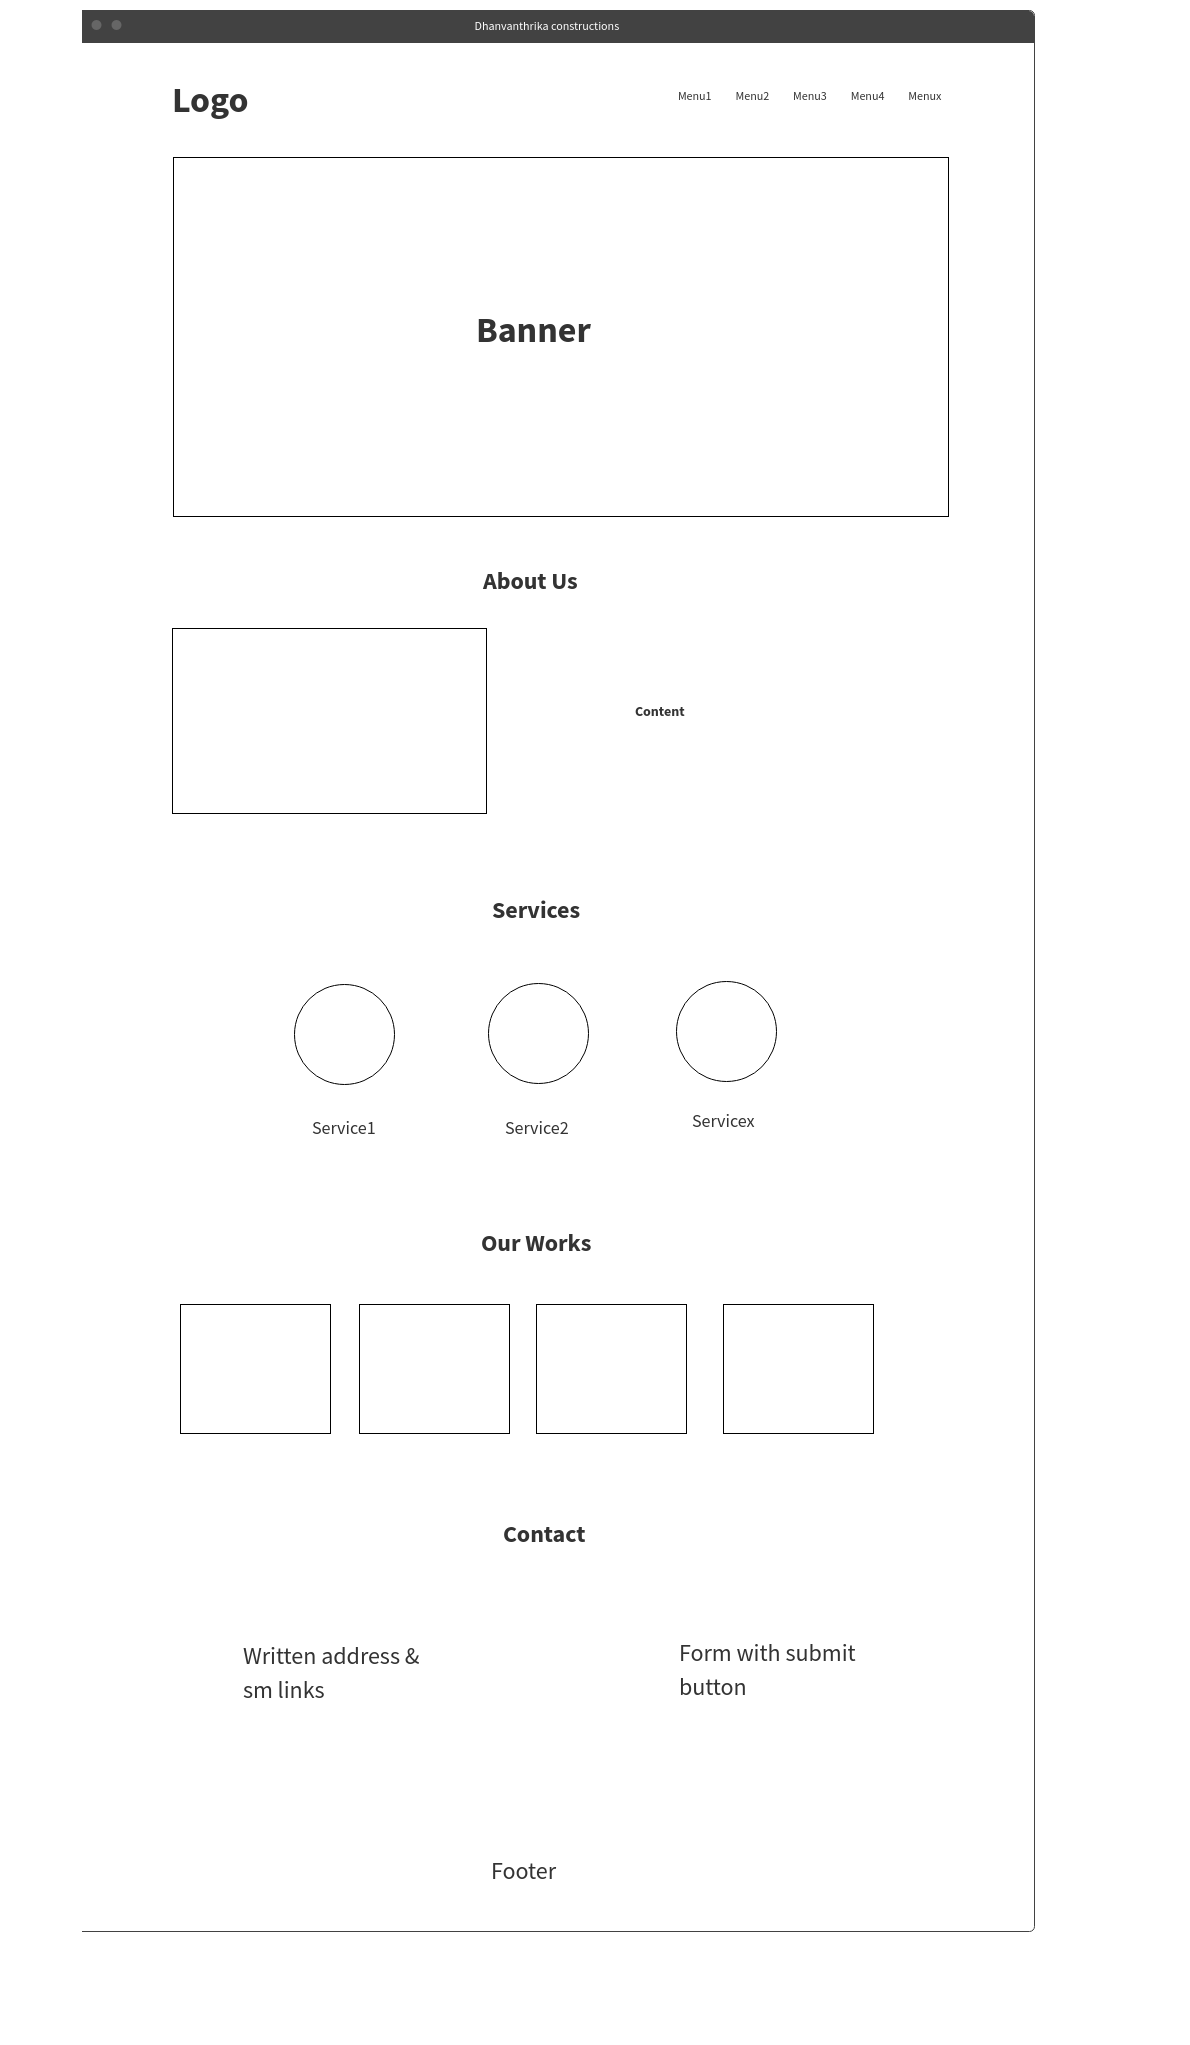 Dhanvanthrika constructions
Logo
Menu1 Menu2 Menu3 Menu4 Menux
Banner
About Us
Content
Services
Service1 Service2 Servicex
Our Works
Contact
Written address &
sm links
Form with submit
button
Footer